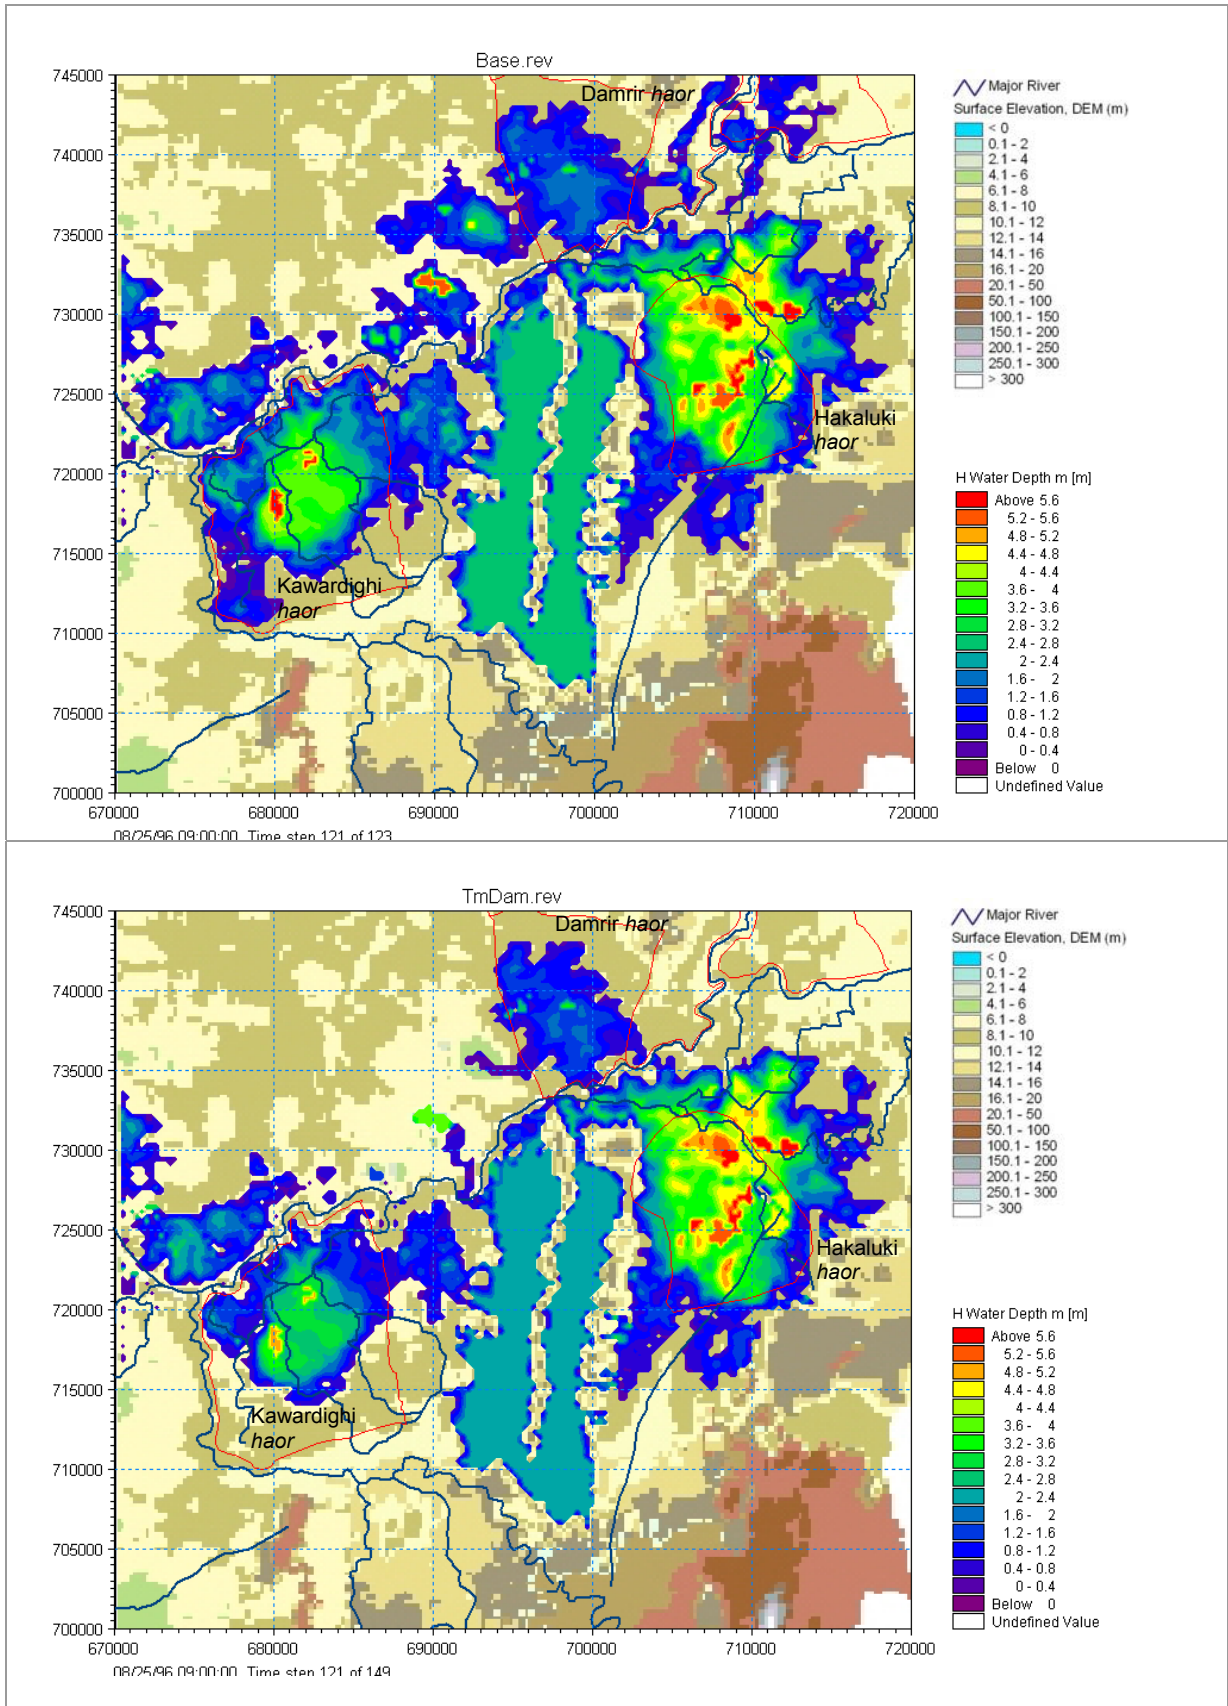 Base.rev
745000
740000
735000
730000
725000
720000
715000
710000
705000
700000
670000
680000
690000
700000
710000
720000
Damrir haor
Hakaluki
haor
Kawardighi
haor
08/25/96 09:00:00 Time step 121 of 123
Major River
Surface Elevation, DEM (m)
< 0
0.1 - 2
2.1 - 4
4.1 - 6
6.1 - 8
8.1 - 10
10.1 - 12
12.1 - 14
14.1 - 16
16.1 - 20
20.1 - 50
50.1 - 100
100.1 - 150
150.1 - 200
200.1 - 250
250.1 - 300
> 300
H Water Depth m [m]
Above 5.6
5.2 - 5.6
4.8 - 5.2
4.4 - 4.8
4 - 4.4
3.6 - 4
3.2 - 3.6
2.8 - 3.2
2.4 - 2.8
2 - 2.4
1.6 - 2
1.2 - 1.6
0.8 - 1.2
0.4 - 0.8
0 - 0.4
Below 0
Undefined Value
TmDam.rev
745000
740000
735000
730000
725000
720000
715000
710000
705000
700000
670000
680000
690000
700000
710000
720000
Damrir haor
Hakaluki
haor
Kawardighi
haor
08/25/96 09:00:00 Time step 121 of 149
Major River
Surface Elevation, DEM (m)
< 0
0.1 - 2
2.1 - 4
4.1 - 6
6.1 - 8
8.1 - 10
10.1 - 12
12.1 - 14
14.1 - 16
16.1 - 20
20.1 - 50
50.1 - 100
100.1 - 150
150.1 - 200
200.1 - 250
250.1 - 300
> 300
H Water Depth m [m]
Above 5.6
5.2 - 5.6
4.8 - 5.2
4.4 - 4.8
4 - 4.4
3.6 - 4
3.2 - 3.6
2.8 - 3.2
2.4 - 2.8
2 - 2.4
1.6 - 2
1.2 - 1.6
0.8 - 1.2
0.4 - 0.8
0 - 0.4
Below 0
Undefined Value